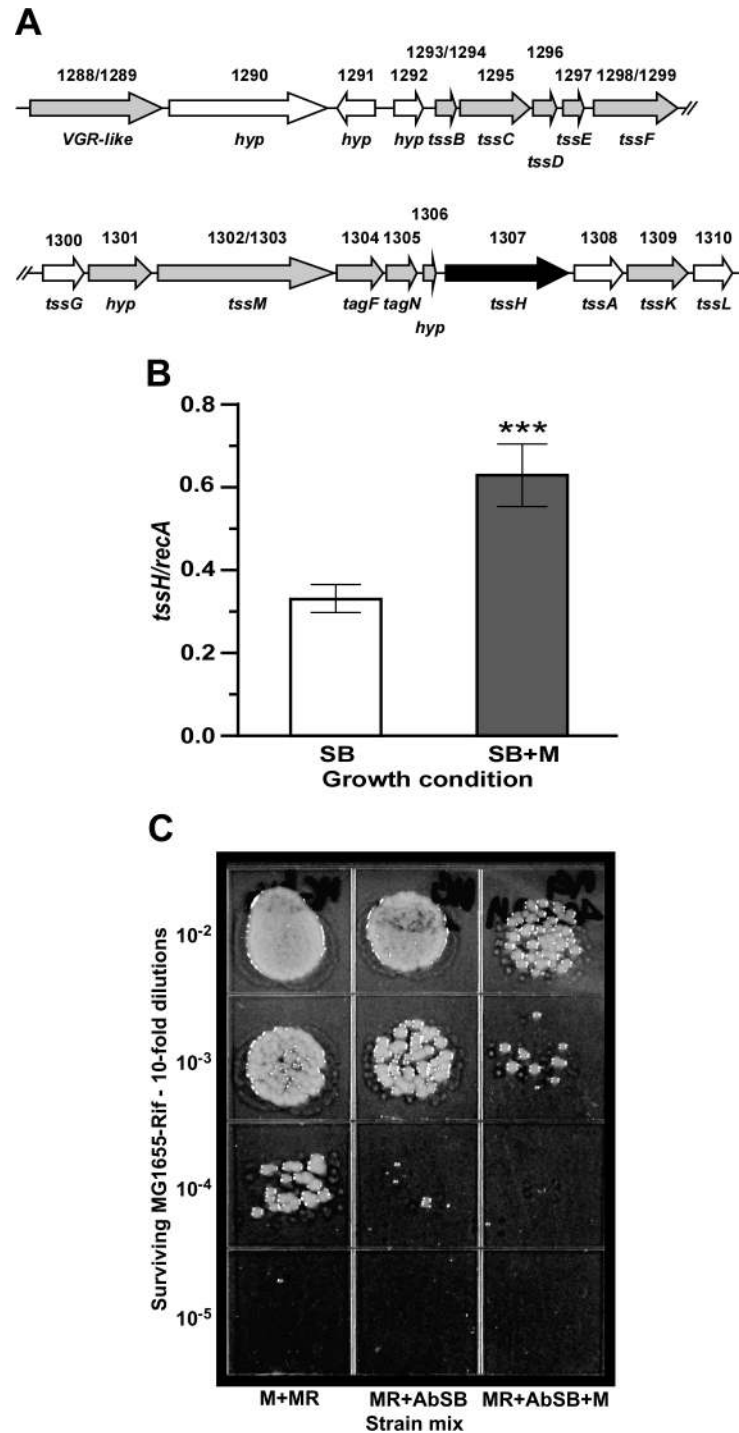 A
1293/1294 1296
1288/1289 1290 1291 1292 1295 1297 1298/1299
VGR-like hyp hyp hyp tssB tssC tssE tssF
tssD
1306
1300 1301 1302/1303 1304 1305 1307 1308 1309 1310
tssG hyp tssM tagF tagN tssH tssA tssK tssL
hyp
B
0.8
0.6
0.4
0.2
0.0
***
tssH/recA
SB SB+M
Growth condition
C
Surviving MG1655-Rif - 10-fold dilutions
10-2
10-3
10-4
10-5
M+MR MR+AbSB MR+AbSB+M
Strain mix